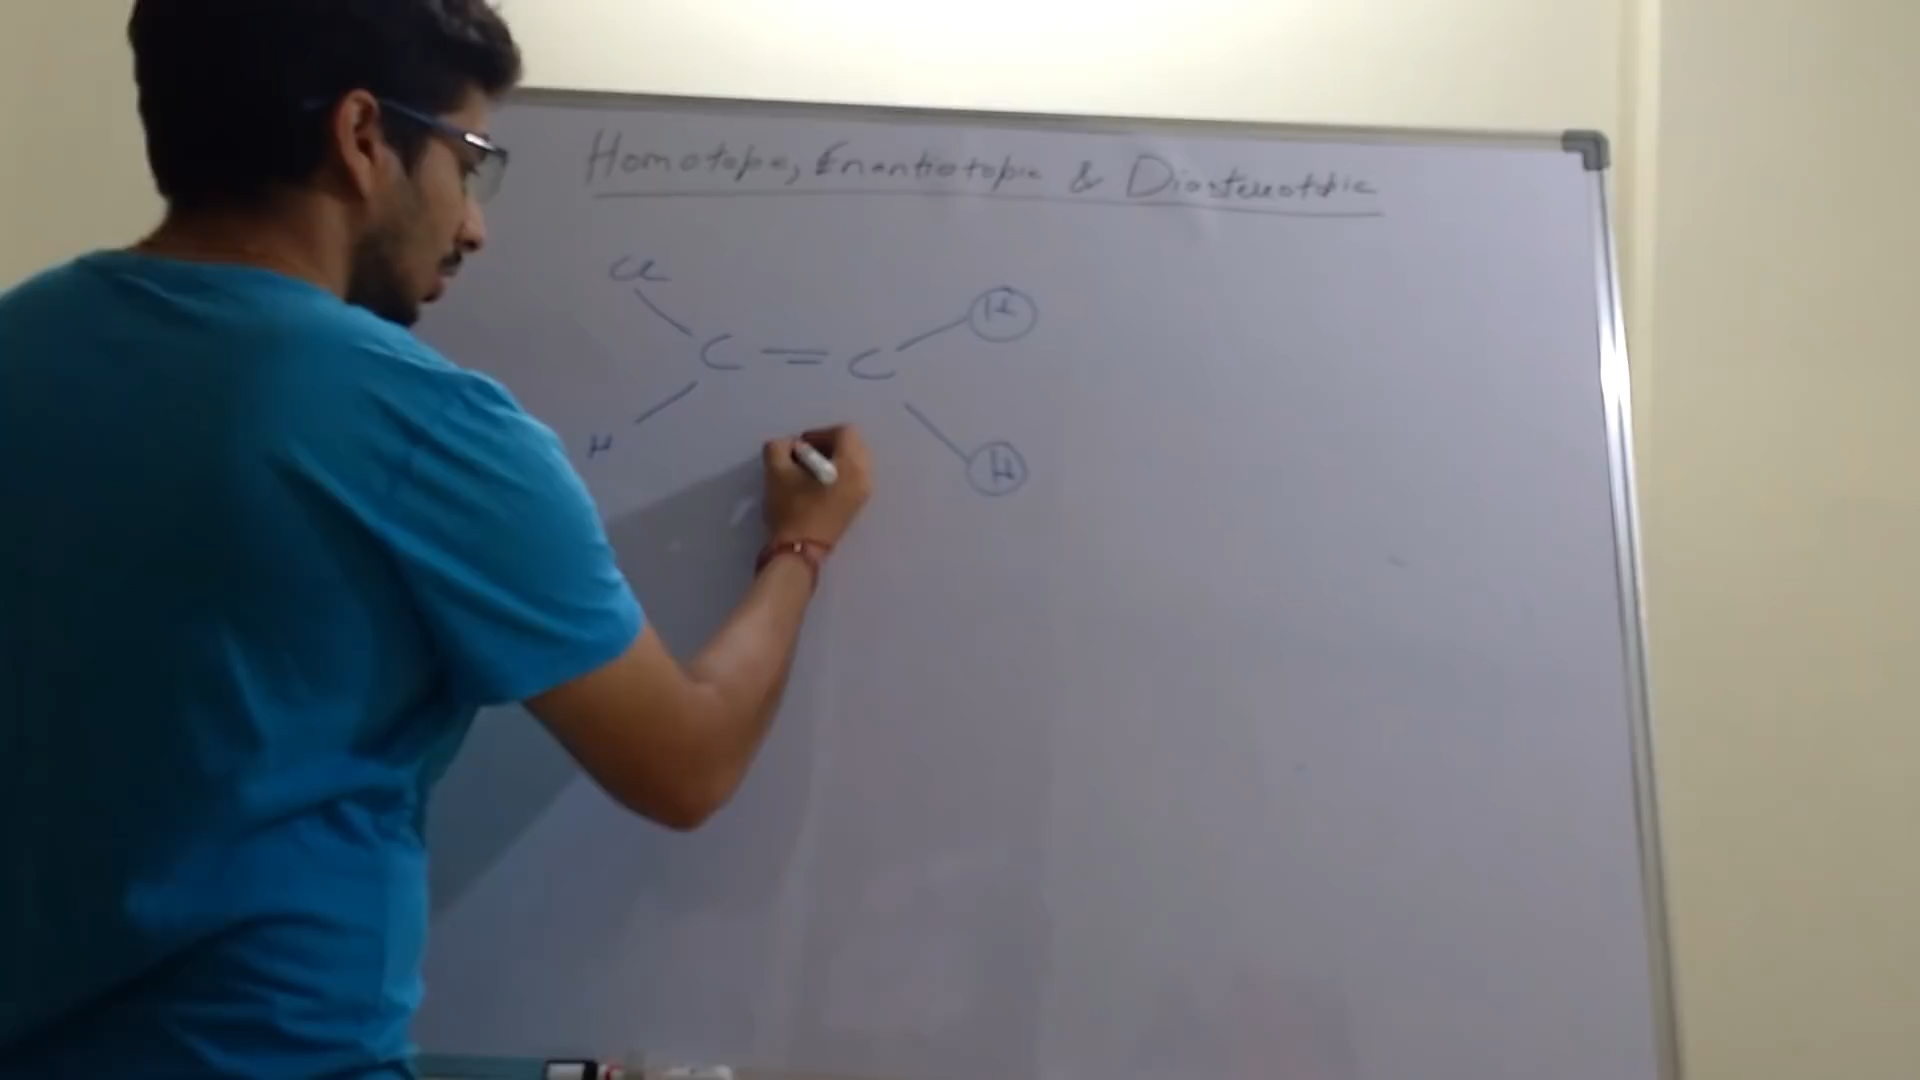 Homotopic, Enantiotopic & Diastereotopic
Cl
H
C = C
H
H